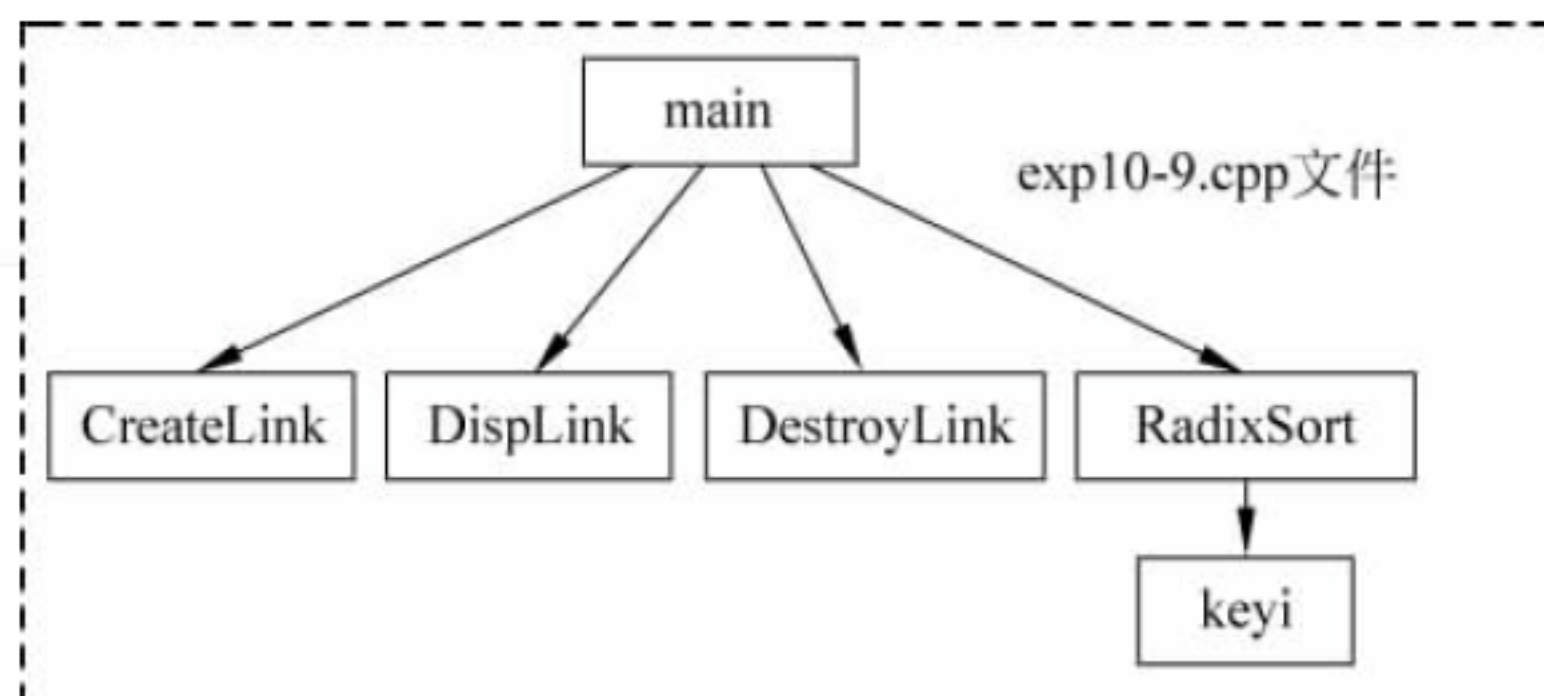 main
exp10-9.cpp文件
CreateLink
DispLink
DestroyLink
RadixSort
keyi